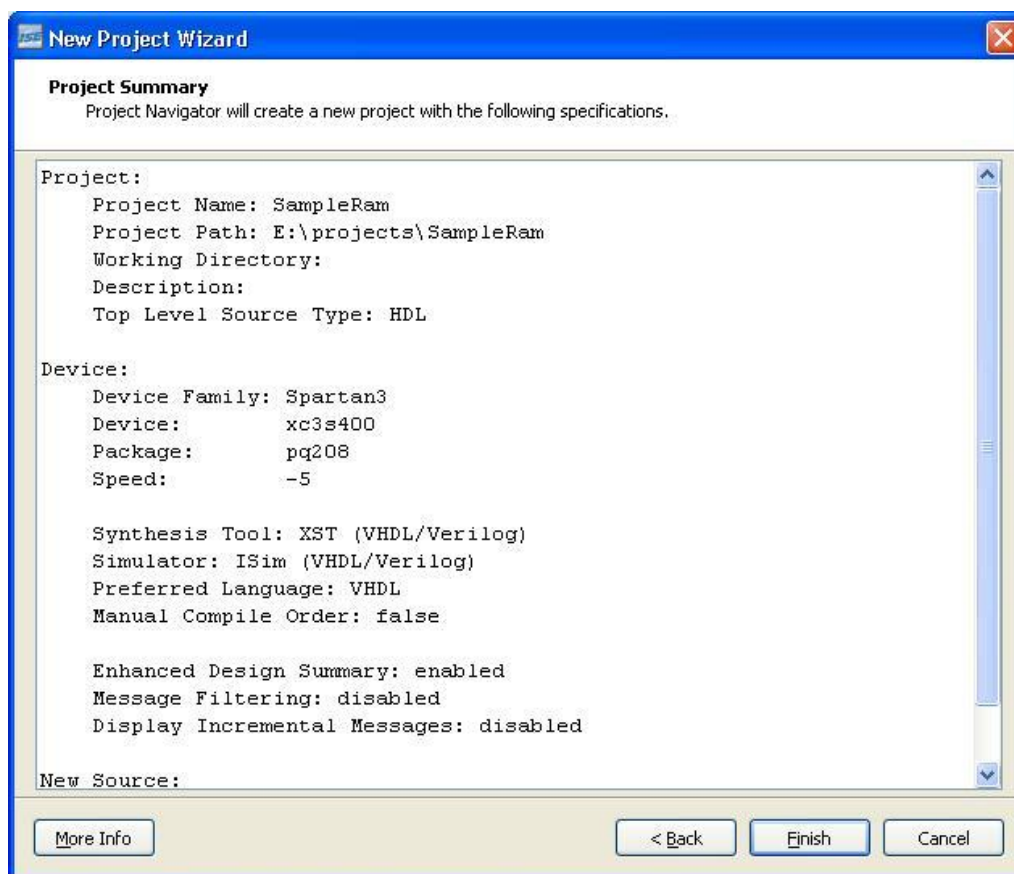 ISE New Project Wizard
Project Summary
Project Navigator will create a new project with the following specifications.
Project:
Project Name: SampleRam
Project Path: E:\projects\SampleRam
Working Directory:
Description:
Top Level Source Type: HDL
Device:
Device Family: Spartan3
Device: xc3s400
Package: pq208
Speed: -5
Synthesis Tool: XST (VHDL/Verilog)
Simulator: ISim (VHDL/Verilog)
Preferred Language: VHDL
Manual Compile Order: false
Enhanced Design Summary: enabled
Message Filtering: disabled
Display Incremental Messages: disabled
New Source:
More Info < Back Finish Cancel